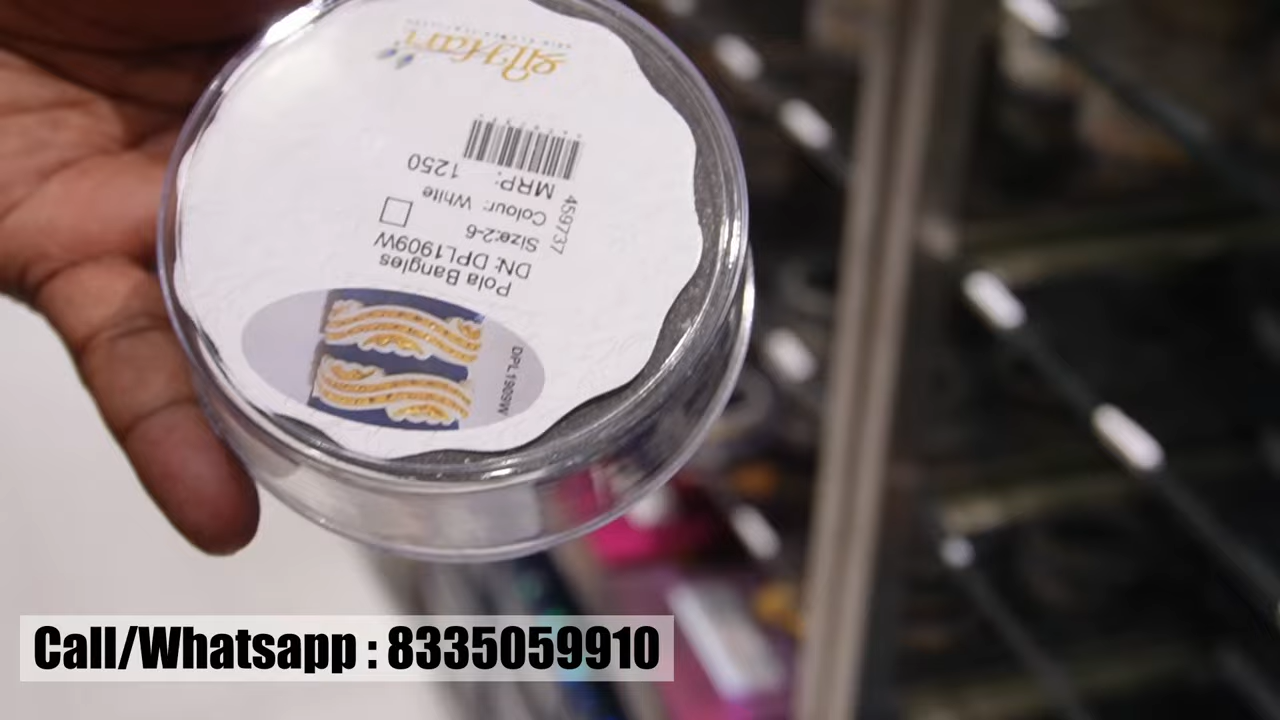 Pola Bangles
DN: DPL1909W
Size:2-6
Colour: White
MRP: 1250
459737
DPL1909W
Call/Whatsapp : 8335059910